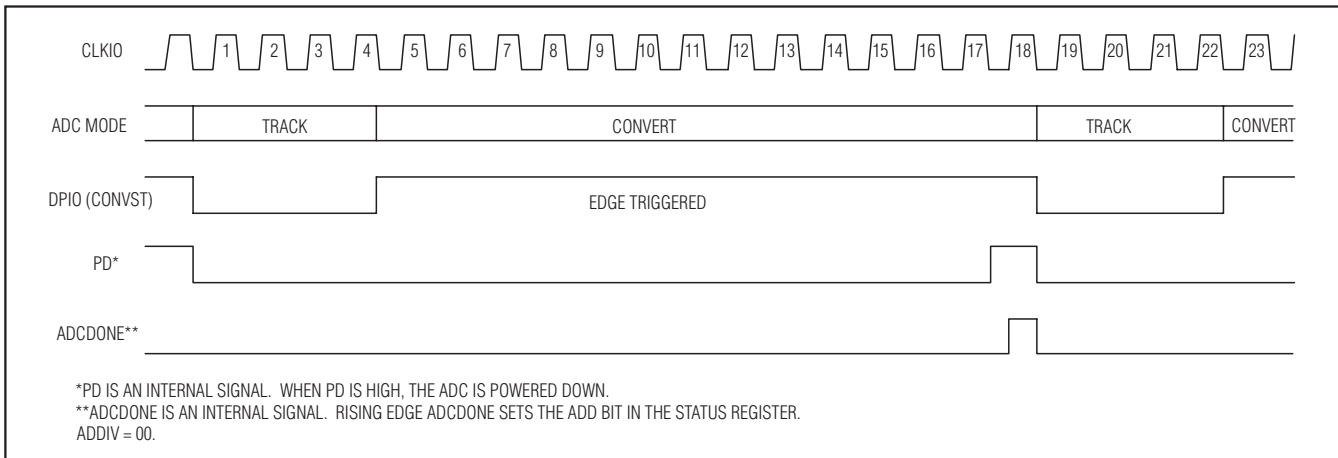 CLKIO 1 2 3 4 5 6 7 8 9 10 11 12 13 14 15 16 17 18 19 20 21 22 23
ADC MODE TRACK CONVERT TRACK CONVERT
DPIO (CONVST) EDGE TRIGGERED
PD*
ADCDONE**
*PD IS AN INTERNAL SIGNAL. WHEN PD IS HIGH, THE ADC IS POWERED DOWN.
**ADCDONE IS AN INTERNAL SIGNAL. RISING EDGE ADCDONE SETS THE ADD BIT IN THE STATUS REGISTER.
ADDIV = 00.